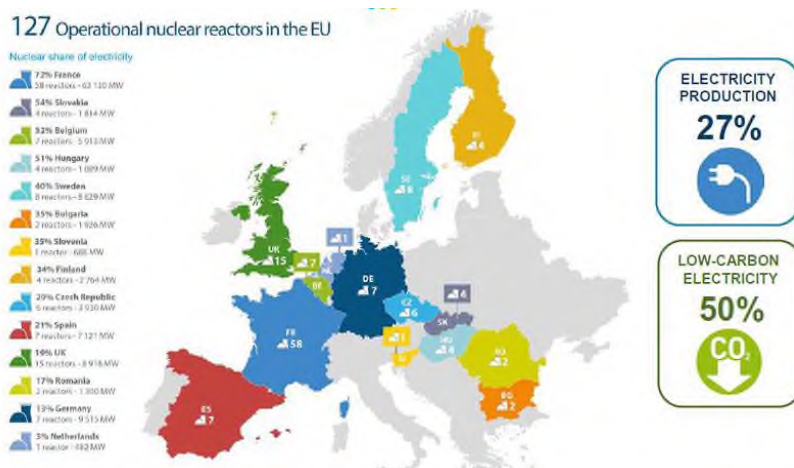 127 Operational nuclear reactors in the EU
Nuclear share of electricity
72% France
58 reactors - 63 130 MW
54% Slovakia
4 reactors - 1 814 MW
52% Belgium
7 reactors - 5 913 MW
51% Hungary
4 reactors - 1 889 MW
40% Sweden
8 reactors - 8 629 MW
35% Bulgaria
2 reactors - 1 926 MW
35% Slovenia
1 reactor - 688 MW
34% Finland
4 reactors - 2 764 MW
29% Czech Republic
6 reactors - 3 930 MW
21% Spain
7 reactors - 7 121 MW
19% UK
15 reactors - 8 918 MW
17% Romania
2 reactors - 1 300 MW
13% Germany
7 reactors - 9 515 MW
3% Netherlands
1 reactor - 482 MW
FI
4
SE
8
UK
15
1
NL
7
BE
DE
7
CZ
6
4
SK
FR
58
1
SI
HU
4
RO
2
BG
2
ES
7
ELECTRICITY
PRODUCTION
27%
LOW-CARBON
ELECTRICITY
50%
CO2